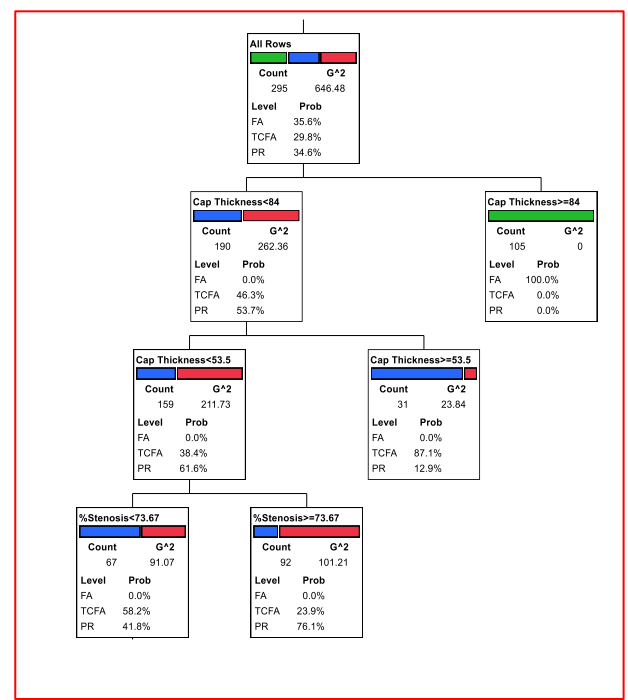 All Rows
Count G^2
295 646.48
Level Prob
FA 35.6%
TCFA 29.8%
PR 34.6%
Cap Thickness<84
Count G^2
190 262.36
Level Prob
FA 0.0%
TCFA 46.3%
PR 53.7%
Cap Thickness>=84
Count G^2
105 0
Level Prob
FA 100.0%
TCFA 0.0%
PR 0.0%
Cap Thickness<53.5
Count G^2
159 211.73
Level Prob
FA 0.0%
TCFA 38.4%
PR 61.6%
Cap Thickness>=53.5
Count G^2
31 23.84
Level Prob
FA 0.0%
TCFA 87.1%
PR 12.9%
%Stenosis<73.67
Count G^2
67 91.07
Level Prob
FA 0.0%
TCFA 58.2%
PR 41.8%
%Stenosis>=73.67
Count G^2
92 101.21
Level Prob
FA 0.0%
TCFA 23.9%
PR 76.1%